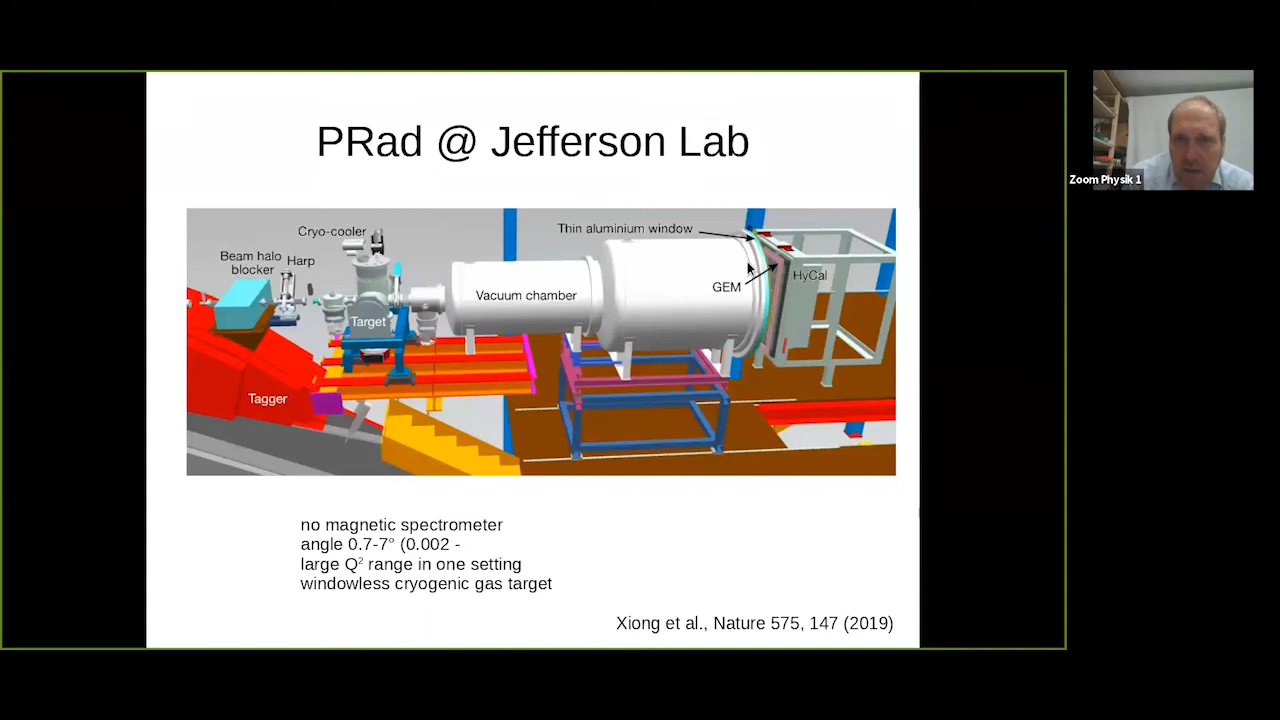 PRad @ Jefferson Lab
Cryo-cooler
Thin aluminium window
Beam halo
blocker
Harp
HyCal
GEM
Vacuum chamber
Target
Tagger
Zoom Physik 1
no magnetic spectrometer
angle 0.7-7° (0.002 -
large Q² range in one setting
windowless cryogenic gas target
Xiong et al., Nature 575, 147 (2019)